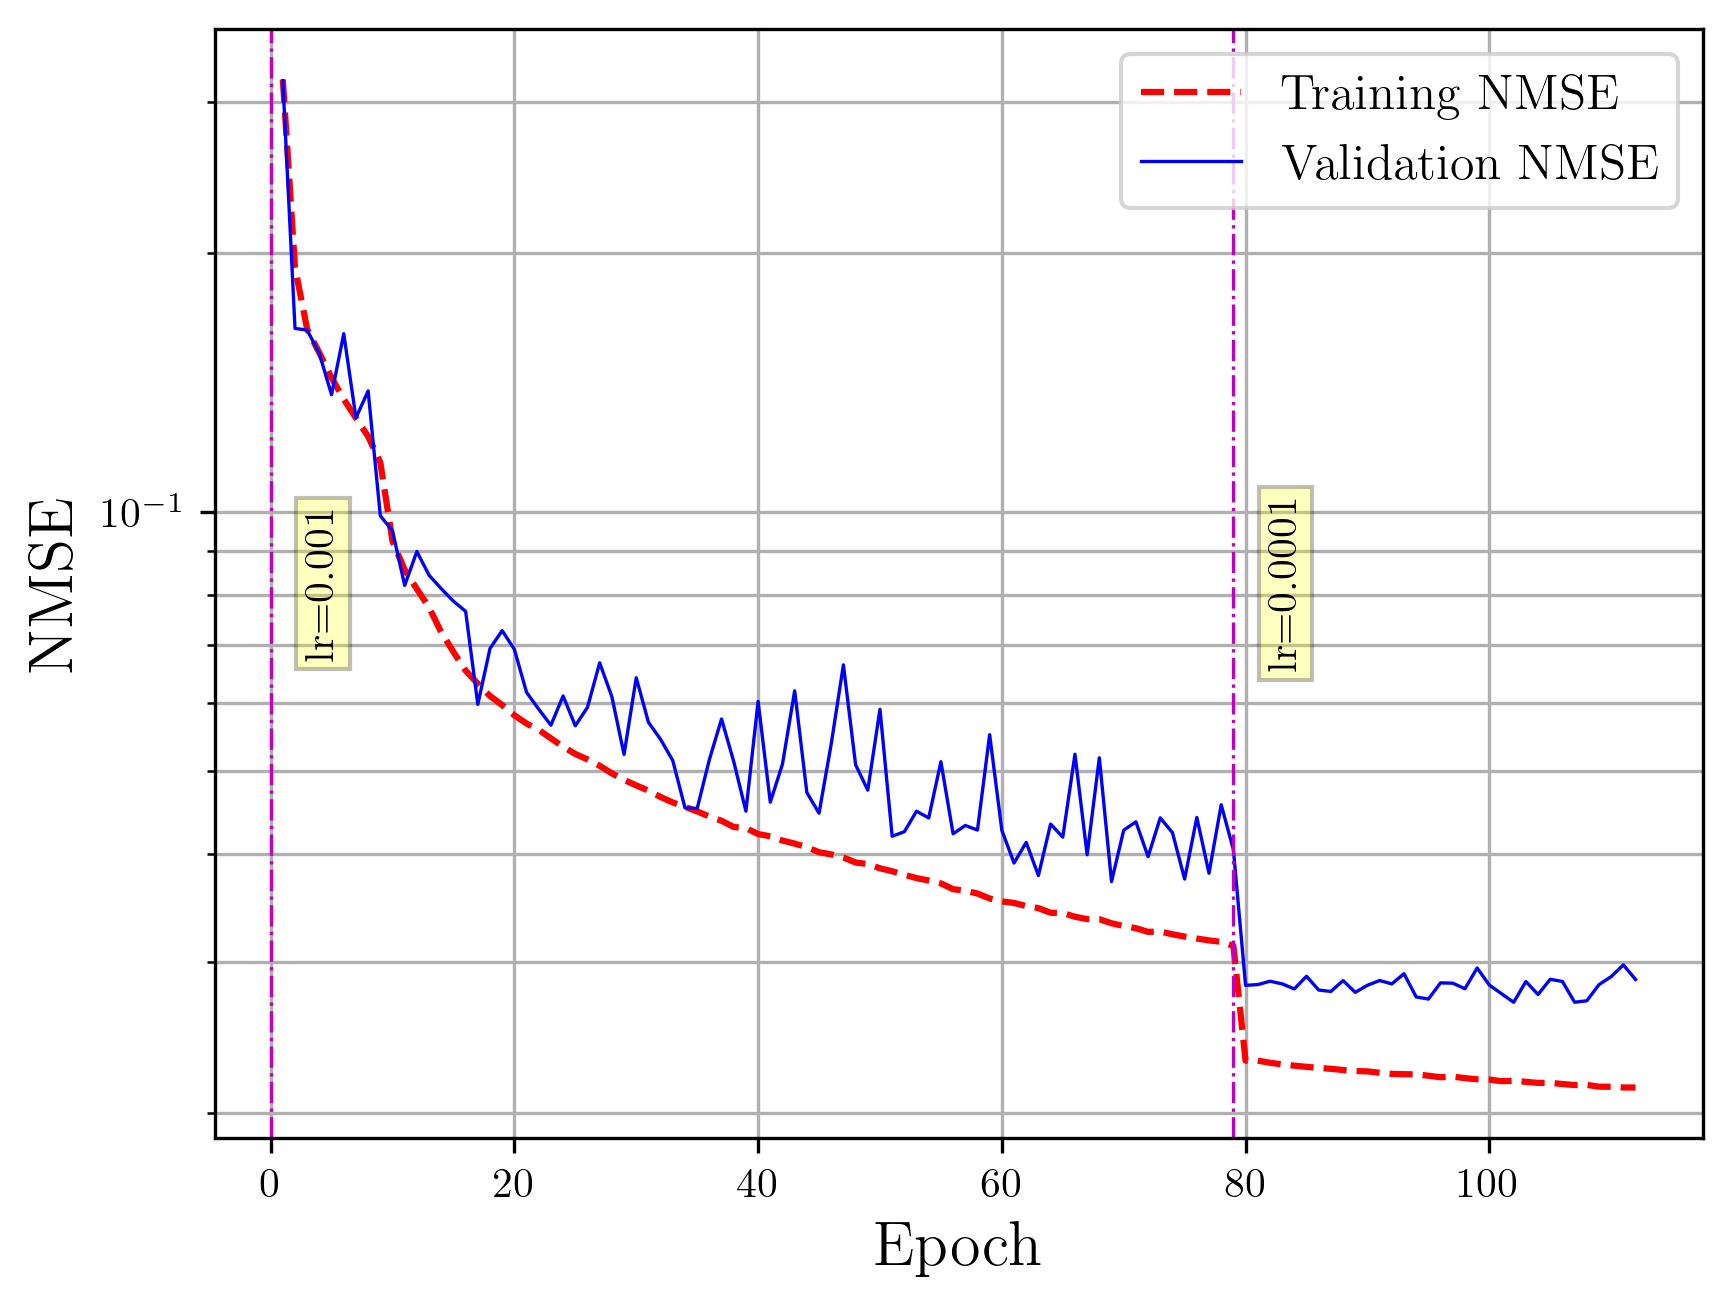 Training NMSE
Validation NMSE
NMSE
10⁻¹
lr=0.001
lr=0.0001
0 20 40 60 80 100
Epoch